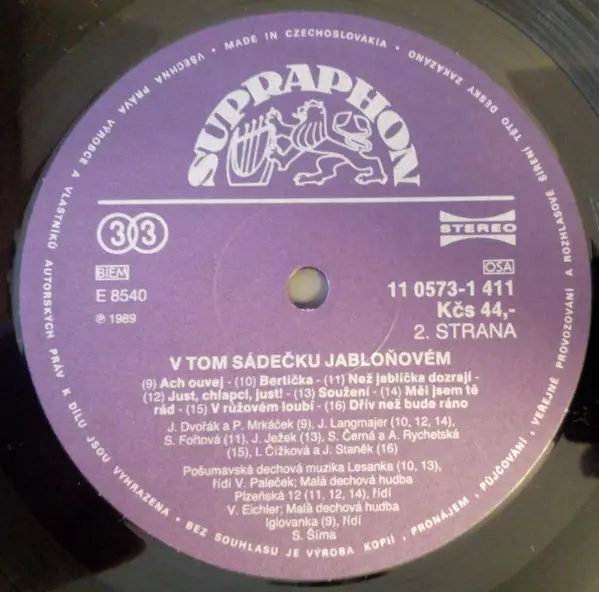 VŠECHNA PRÁVA VÝROBCE A VLASTNÍKŮ AUTORSKÝCH PRÁV K DÍLU JSOU VYHRAZENA • BEZ SOUHLASU JE VÝROBA KOPIÍ, PRONÁJEM, PŮJČOVÁNÍ, VEŘEJNÉ PROVOZOVÁNÍ A ROZHLASOVÉ ŠÍŘENÍ TÉTO DESKY ZAKÁZÁNO • MADE IN CZECHOSLOVAKIA •
SUPRAPHON
33
STEREO
BIEM
OSA
E 8540
11 0573-1 411
℗ 1989
Kčs 44,-
2. STRANA
V TOM SÁDEČKU JABLOŇOVÉM
(9) Ach ouvej - (10) Bertička - (11) Než jablíčka dozrají -
(12) Just, chlapci, just! - (13) Soužení - (14) Měl jsem tě
rád - (15) V růžovém loubí - (16) Dřív než bude ráno
J. Dvořák a P. Mrkáček (9), J. Langmajer (10, 12, 14),
S. Fořtová (11), J. Ježek (13), S. Černá a A. Rychetská
(15), I. Čížková a J. Staněk (16)
Pošumavská dechová muzika Lesanka (10, 13),
řídí V. Paleček; Malá dechová hudba
Plzeňská 12 (11, 12, 14), řídí
V. Eichler; Malá dechová hudba
Iglovanka (9), řídí
S. Šíma